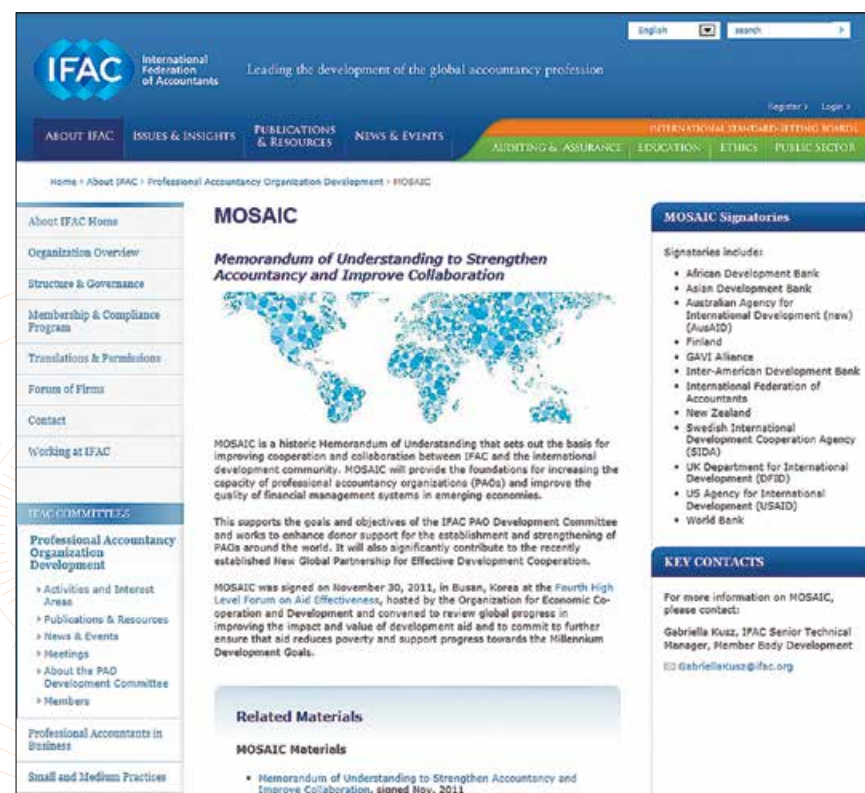 English
search
IFAC
International
Federation
of Accountants
Leading the development of the global accountancy profession
Register > Login >
ABOUT IFAC
ISSUES & INSIGHTS
PUBLICATIONS
& RESOURCES
NEWS & EVENTS
INTERNATIONAL STANDARD-SETTING BOARDS
AUDITING & ASSURANCE EDUCATION ETHICS PUBLIC SECTOR
Home > About IFAC > Professional Accountancy Organization Development > MOSAIC
About IFAC Home
Organization Overview
Structure & Governance
Membership & Compliance
Program
Translations & Permissions
Forum of Firms
Contact
Working at IFAC
IFAC COMMITTEES
Professional Accountancy
Organization
Development
Activities and Interest
Areas
Publications & Resources
News & Events
Meetings
About the PAO
Development Committee
Members
Professional Accountants in
Business
Small and Medium Practices
MOSAIC
Memorandum of Understanding to Strengthen
Accountancy and Improve Collaboration
MOSAIC is a historic Memorandum of Understanding that sets out the basis for
improving cooperation and collaboration between IFAC and the international
development community. MOSAIC will provide the foundations for increasing the
capacity of professional accountancy organizations (PAOs) and improve the
quality of financial management systems in emerging economies.
This supports the goals and objectives of the IFAC PAO Development Committee
and works to enhance donor support for the establishment and strengthening of
PAOs around the world. It will also significantly contribute to the recently
established New Global Partnership for Effective Development Cooperation.
MOSAIC was signed on November 30, 2011, in Busan, Korea at the Fourth High
Level Forum on Aid Effectiveness, hosted by the Organization for Economic Co-
operation and Development and convened to review global progress in
improving the impact and value of development aid and to commit to further
ensure that aid reduces poverty and support progress towards the Millennium
Development Goals.
Related Materials
MOSAIC Materials
• Memorandum of Understanding to Strengthen Accountancy and
Improve Collaboration, signed Nov. 2011
MOSAIC Signatories
Signatories include:
• African Development Bank
• Asian Development Bank
• Australian Agency for
International Development (new)
(AusAID)
• Finland
• GAVI Alliance
• Inter-American Development Bank
• International Federation of
Accountants
• New Zealand
• Swedish International
Development Cooperation Agency
(SIDA)
• UK Department for International
Development (DFID)
• US Agency for International
Development (USAID)
• World Bank
KEY CONTACTS
For more information on MOSAIC,
please contact:
Gabriella Kusz, IFAC Senior Technical
Manager, Member Body Development
GabriellaKusz@ifac.org